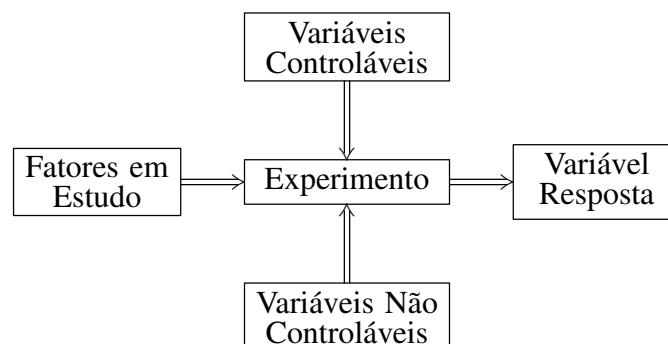 Variáveis
Controláveis
Fatores em
Estudo
Experimento
Variável
Resposta
Variáveis Não
Controláveis